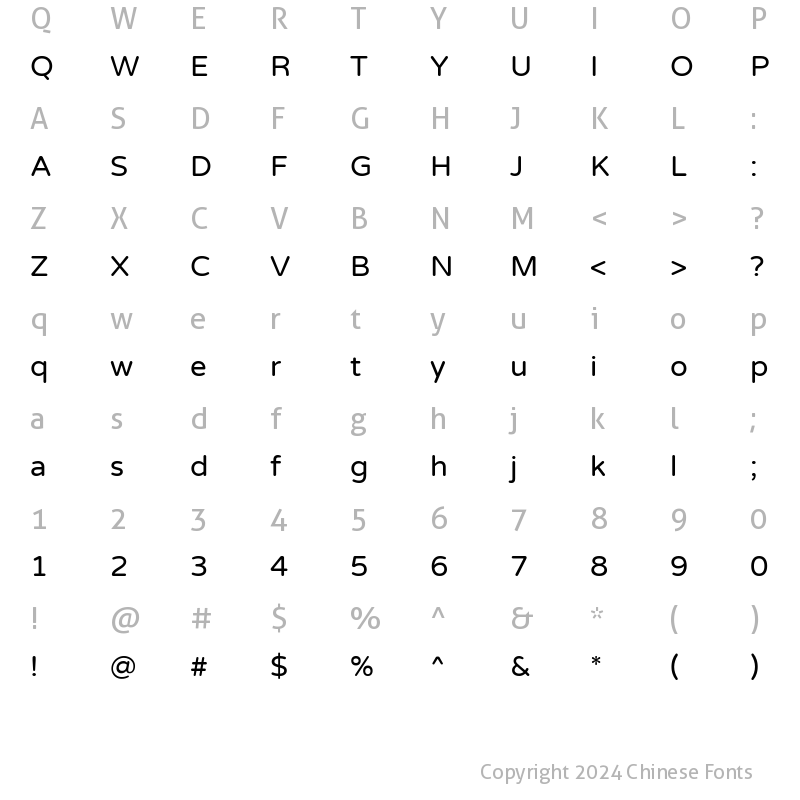 Q W E R T Y U I O P
Q W E R T Y U I O P
A S D F G H J K L :
A S D F G H J K L :
Z X C V B N M < > ?
Z X C V B N M < > ?
q w e r t y u i o p
q w e r t y u i o p
a s d f g h j k l ;
a s d f g h j k l ;
1 2 3 4 5 6 7 8 9 0
1 2 3 4 5 6 7 8 9 0
! @ # $ % ^ & * ( )
! @ # $ % ^ & * ( )
Copyright 2024 Chinese Fonts